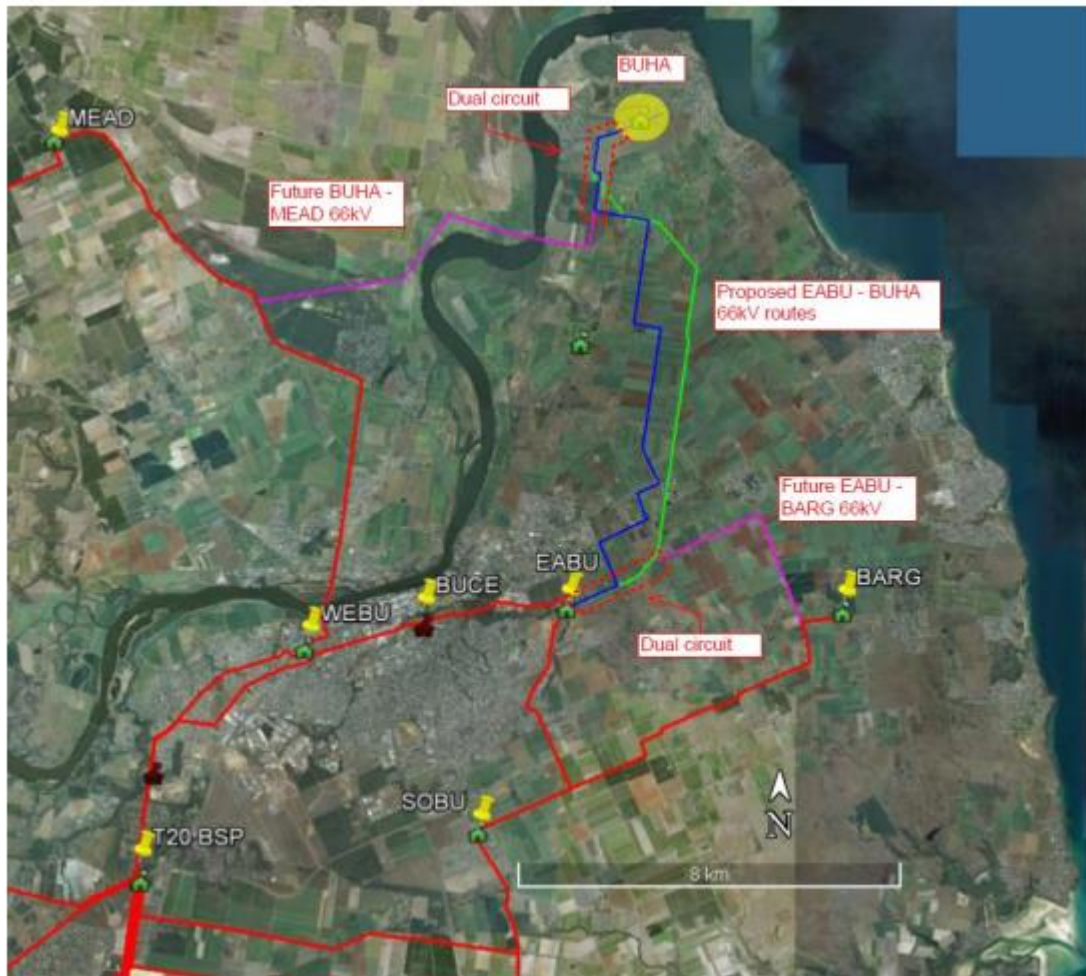 BUHA
Dual circuit
MEAD
Future BUHA -
MEAD 66kV
Proposed EABU - BUHA
66kV routes
Future EABU -
BARG 66kV
EABU
BUCE
BARG
WEBU
Dual circuit
SOBU
T20 BSP
N
8 km